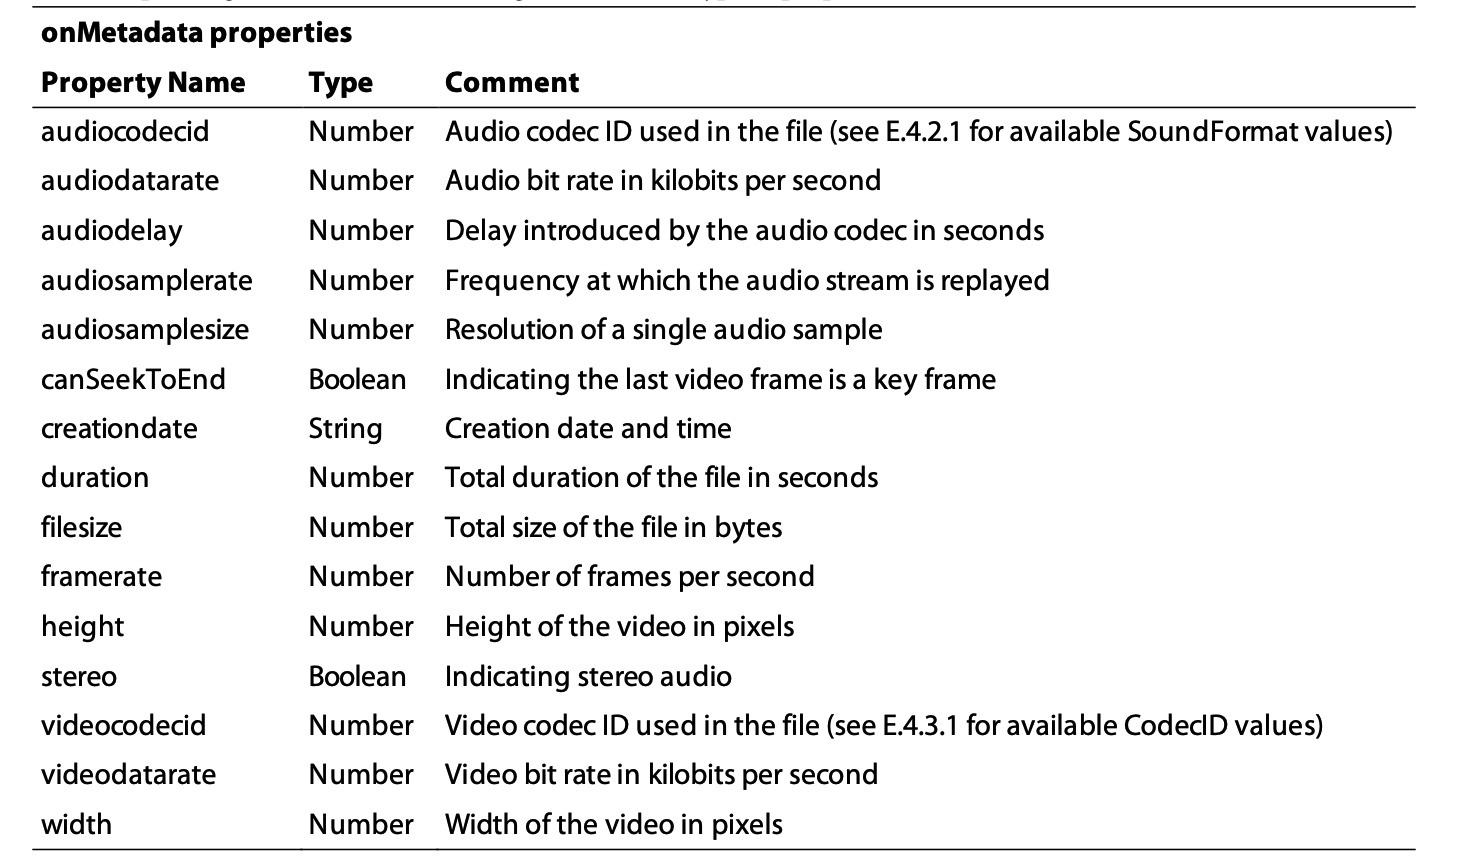 onMetadata properties
Property Name Type Comment
audiocodecid Number Audio codec ID used in the file (see E.4.2.1 for available SoundFormat values)
audiodatarate Number Audio bit rate in kilobits per second
audiodelay Number Delay introduced by the audio codec in seconds
audiosamplerate Number Frequency at which the audio stream is replayed
audiosamplesize Number Resolution of a single audio sample
canSeekToEnd Boolean Indicating the last video frame is a key frame
creationdate String Creation date and time
duration Number Total duration of the file in seconds
filesize Number Total size of the file in bytes
framerate Number Number of frames per second
height Number Height of the video in pixels
stereo Boolean Indicating stereo audio
videocodecid Number Video codec ID used in the file (see E.4.3.1 for available CodecID values)
videodatarate Number Video bit rate in kilobits per second
width Number Width of the video in pixels